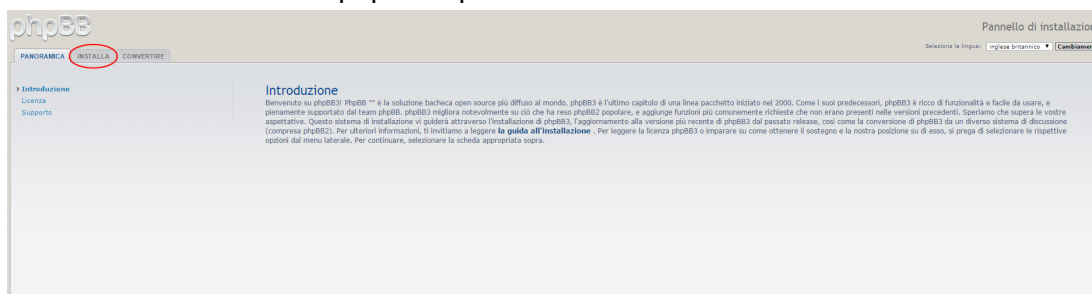 phpBB
Pannello di installazion
Seleziona la lingua: inglese britannico Cambiamen
PANORAMICA INSTALLA CONVERTIRE
Introduzione
Licenza
Supporto
Introduzione
Benvenuto su phpBB3! PhpBB ™ è la soluzione bacheca open source più diffuso al mondo. phpBB3 è l'ultimo capitolo di una linea pacchetto iniziato nel 2000. Come i suoi predecessori, phpBB3 è ricco di funzionalità e facile da usare, e
pienamente supportato dal team phpBB. phpBB3 migliora notevolmente su ciò che ha reso phpBB2 popolare, e aggiunge funzioni più comunemente richieste che non erano presenti nelle versioni precedenti. Speriamo che supera le vostre
aspettative. Questo sistema di installazione vi guiderà attraverso l'installazione di phpBB3, l'aggiornamento alla versione più recente di phpBB3 dal passato release, così come la conversione di phpBB3 da un diverso sistema di discussione
(compresa phpBB2). Per ulteriori informazioni, ti invitiamo a leggere la guida all'installazione . Per leggere la licenza phpBB3 o imparare su come ottenere il sostegno e la nostra posizione su di esso, si prega di selezionare le rispettive
opzioni dal menu laterale. Per continuare, selezionare la scheda appropriata sopra.